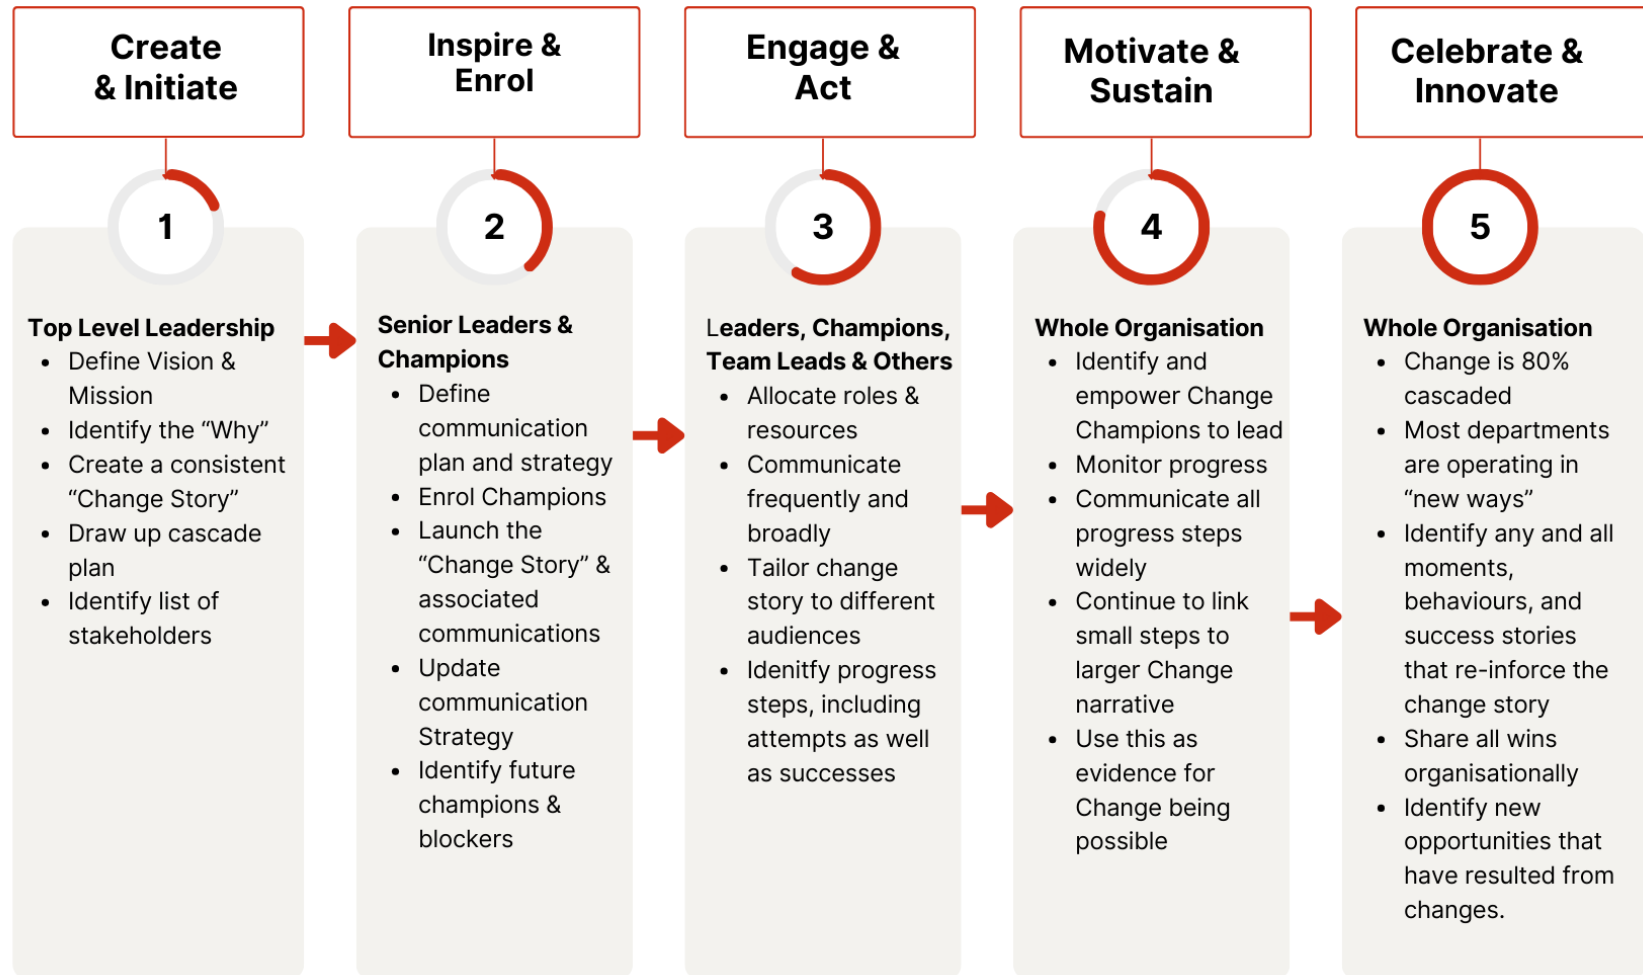 Create
& Initiate
Inspire &
Enrol
Engage &
Act
Motivate &
Sustain
Celebrate &
Innovate
1
Top Level Leadership
• Define Vision &
Mission
• Identify the “Why”
• Create a consistent
“Change Story”
• Draw up cascade
plan
• Identify list of
stakeholders
2
Senior Leaders &
Champions
• Define
communication
plan and strategy
• Enrol Champions
• Launch the
“Change Story” &
associated
communications
• Update
communication
Strategy
• Identify future
champions &
blockers
3
Leaders, Champions,
Team Leads & Others
• Allocate roles &
resources
• Communicate
frequently and
broadly
• Tailor change
story to different
audiences
• Idenitfy progress
steps, including
attempts as well
as successes
4
Whole Organisation
• Identify and
empower Change
Champions to lead
• Monitor progress
• Communicate all
progress steps
widely
• Continue to link
small steps to
larger Change
narrative
• Use this as
evidence for
Change being
possible
5
Whole Organisation
• Change is 80%
cascaded
• Most departments
are operating in
“new ways”
• Identify any and all
moments,
behaviours, and
success stories
that re-inforce the
change story
• Share all wins
organisationally
• Identify new
opportunities that
have resulted from
changes.